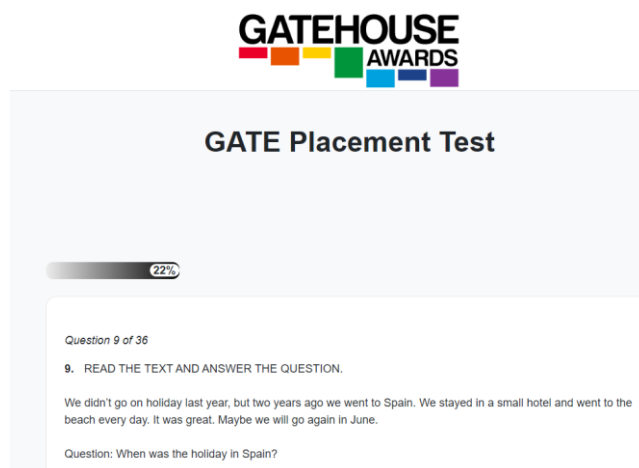 GATEHOUSE
AWARDS
GATE Placement Test
22%
Question 9 of 36
9. READ THE TEXT AND ANSWER THE QUESTION.
We didn't go on holiday last year, but two years ago we went to Spain. We stayed in a small hotel and went to the
beach every day. It was great. Maybe we will go again in June.
Question: When was the holiday in Spain?